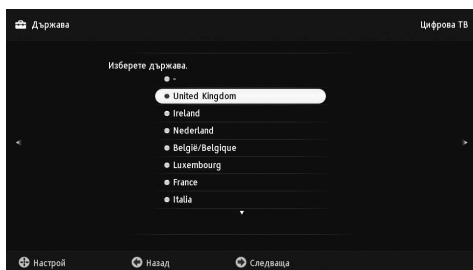 Държава
Цифрова ТВ
Изберете държава.
-
United Kingdom
Ireland
Nederland
België/Belgique
Luxembourg
France
Italia
Настрой
Назад
Следваща